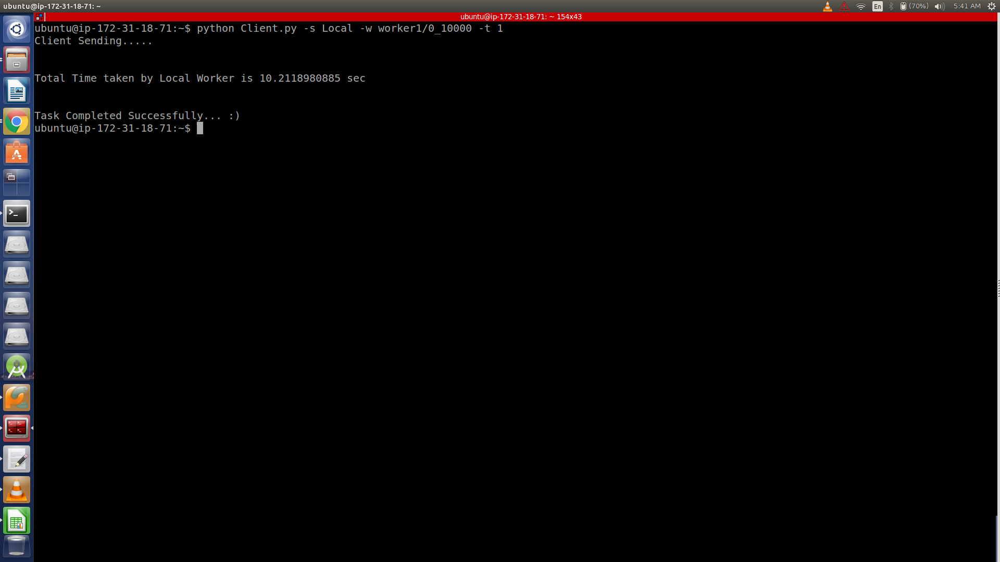 ubuntu@ip-172-31-18-71: ~
En
(70%)
5:41 AM
ubuntu@ip-172-31-18-71: ~ 154x43
ubuntu@ip-172-31-18-71:~$ python Client.py -s Local -w worker1/0_10000 -t 1
Client Sending.....
Total Time taken by Local Worker is 10.2118980885 sec
Task Completed Successfully... :)
ubuntu@ip-172-31-18-71:~$